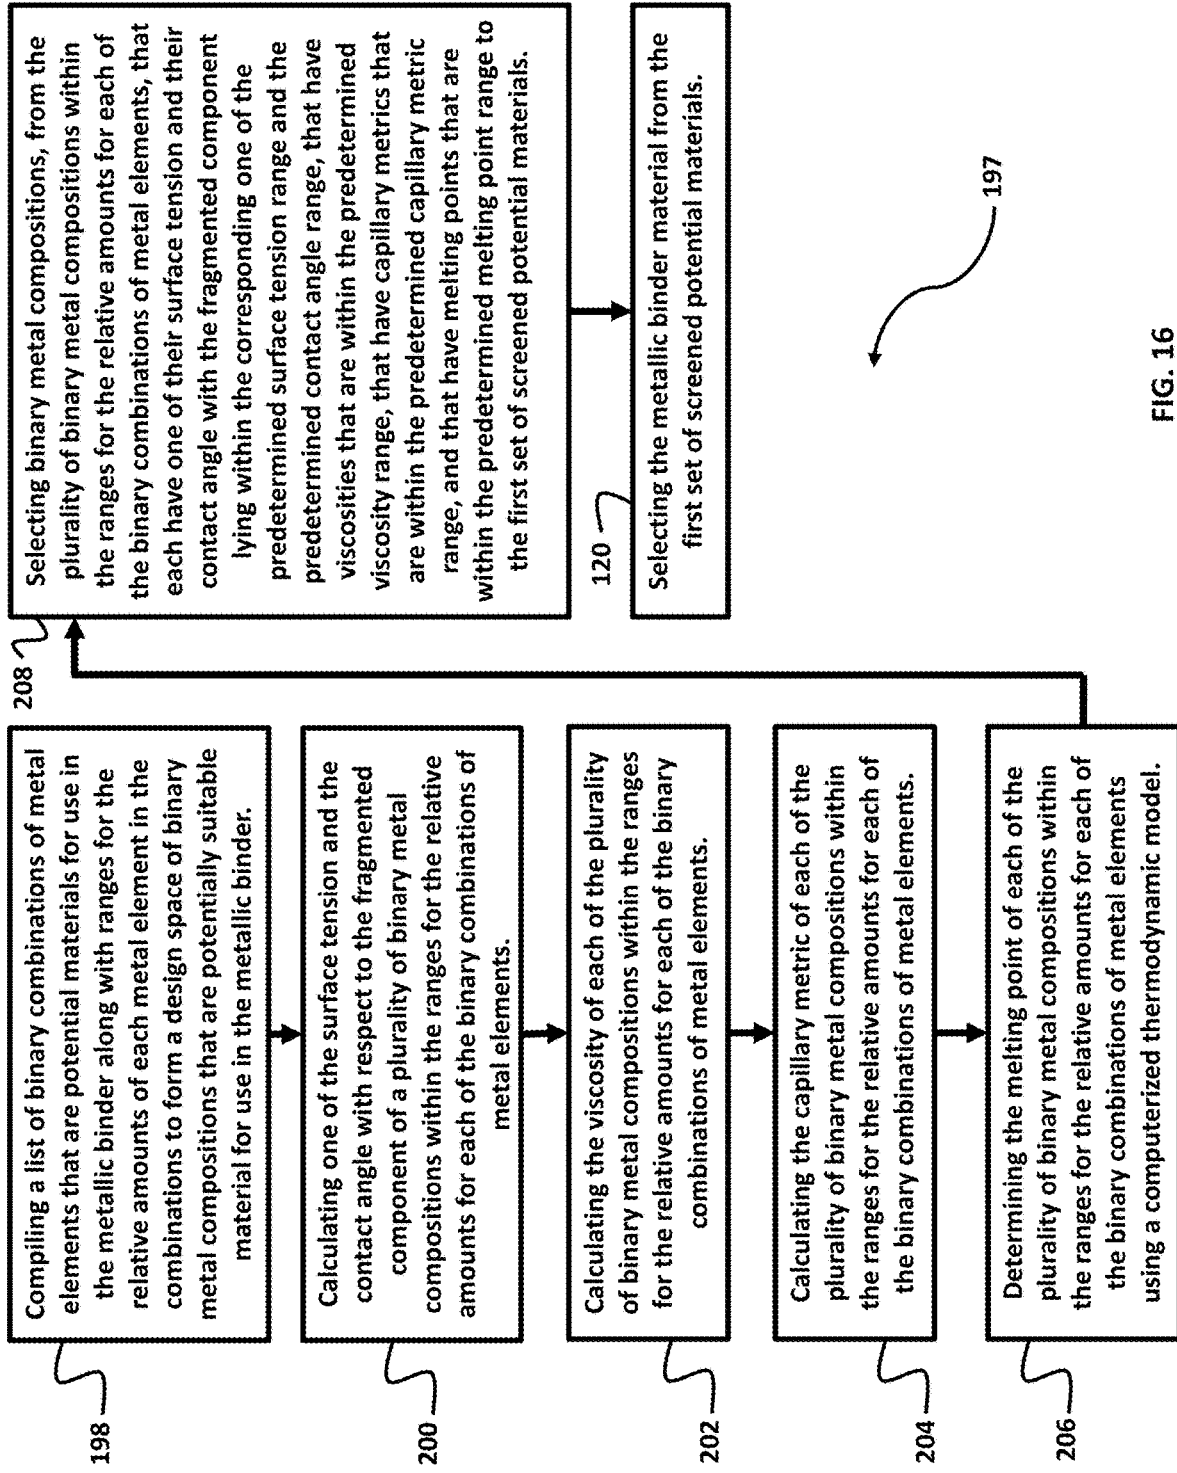 198
Compiling a list of binary combinations of metal
elements that are potential materials for use in
the metallic binder along with ranges for the
relative amounts of each metal element in the
combinations to form a design space of binary
metal compositions that are potentially suitable
material for use in the metallic binder.
200
Calculating one of the surface tension and the
contact angle with respect to the fragmented
component of a plurality of binary metal
compositions within the ranges for the relative
amounts for each of the binary combinations of
metal elements.
202
Calculating the viscosity of each of the plurality
of binary metal compositions within the ranges
for the relative amounts for each of the binary
combinations of metal elements.
204
Calculating the capillary metric of each of the
plurality of binary metal compositions within
the ranges for the relative amounts for each of
the binary combinations of metal elements.
206
Determining the melting point of each of the
plurality of binary metal compositions within
the ranges for the relative amounts for each of
the binary combinations of metal elements
using a computerized thermodynamic model.
208
Selecting binary metal compositions, from the
plurality of binary metal compositions within
the ranges for the relative amounts for each of
the binary combinations of metal elements, that
each have one of their surface tension and their
contact angle with the fragmented component
lying within the corresponding one of the
predetermined surface tension range and the
predetermined contact angle range, that have
viscosities that are within the predetermined
viscosity range, that have capillary metrics that
are within the predetermined capillary metric
range, and that have melting points that are
within the predetermined melting point range to
the first set of screened potential materials.
120
Selecting the metallic binder material from the
first set of screened potential materials.
197
FIG. 16